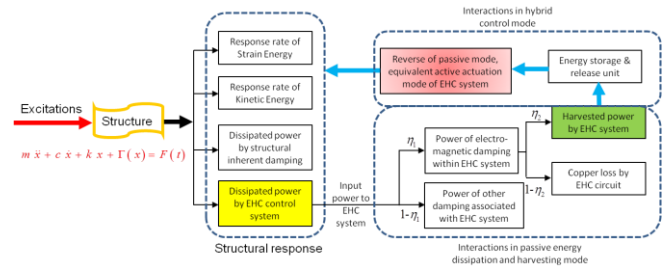 Interactions in hybrid
control mode
Response rate of
Strain Energy
Reverse of passive mode,
equivalent active actuation
mode of EHC system
Energy storage &
release unit
Excitations
Structure
Response rate of
Kinetic Energy
m ẍ + c ẋ + k x + Γ(x) = F(t)
Dissipated power
by structural
inherent damping
η₁
Power of electro-
magnetic damping
within EHC system
η₂
Harvested power
by EHC system
Dissipated power
by EHC control
system
Input
power to
EHC
system
1-η₁
Power of other
damping associated
with EHC system
1-η₂
Copper loss by
EHC circuit
Structural response
Interactions in passive energy
dissipation and harvesting mode